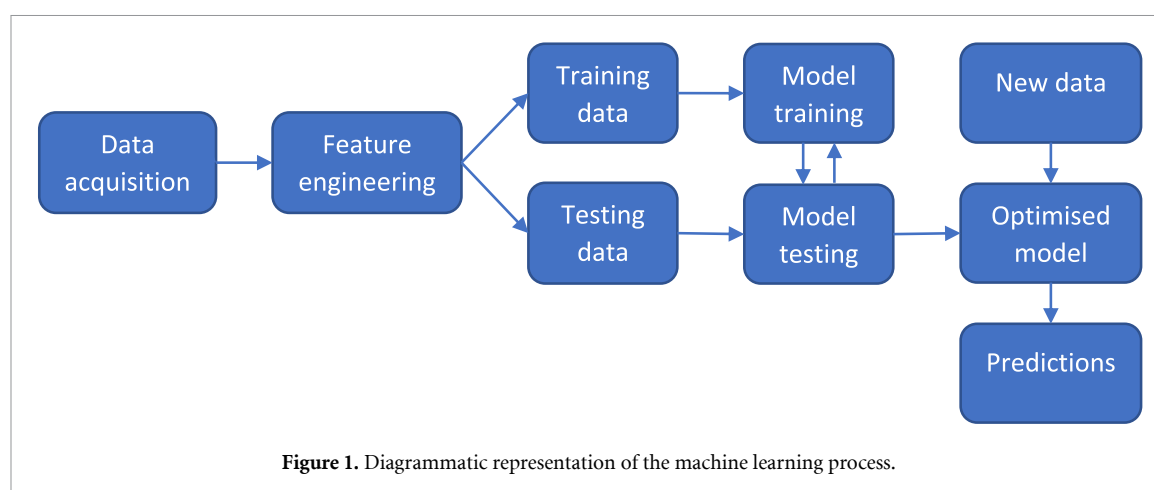 Data
acquisition
Feature
engineering
Training
data
Testing
data
Model
training
Model
testing
New data
Optimised
model
Predictions
Figure 1. Diagrammatic representation of the machine learning process.